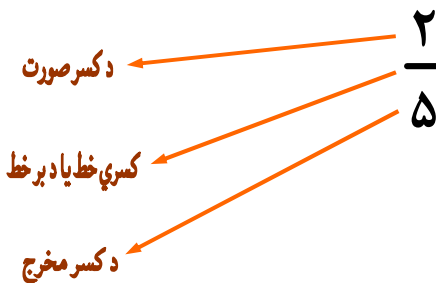 ۲
د کسر صورت
کسري خط یا د بر خط
۵
د کسر مخرج